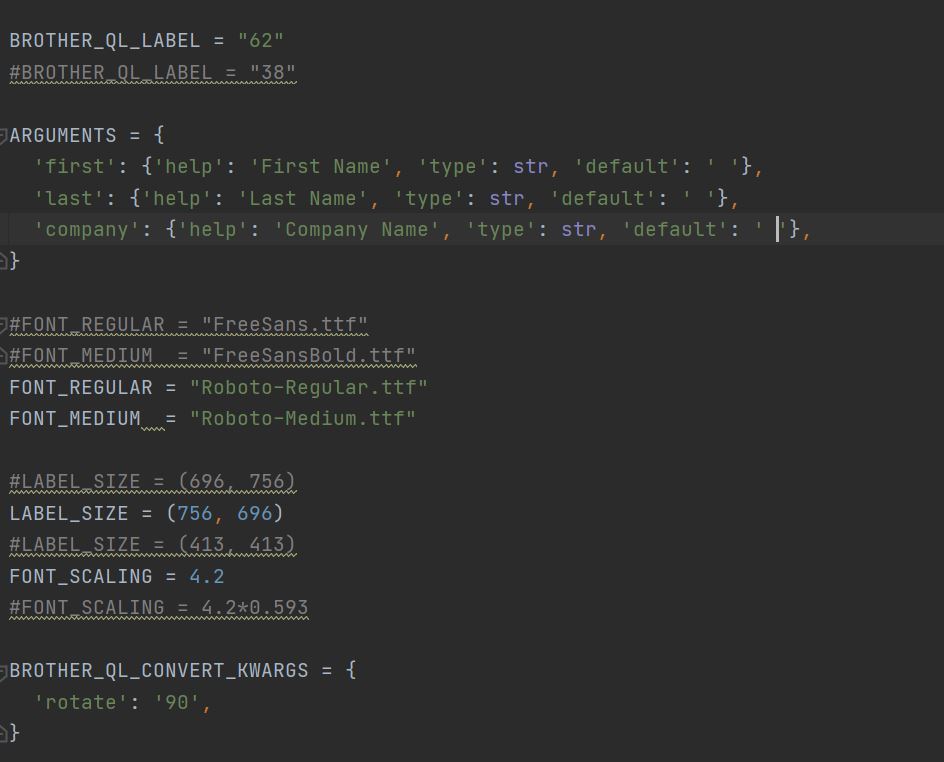 BROTHER_QL_LABEL = "62"
#BROTHER_QL_LABEL = "38"
ARGUMENTS = {
  'first': {'help': 'First Name', 'type': str, 'default': ' '},
  'last': {'help': 'Last Name', 'type': str, 'default': ' '},
  'company': {'help': 'Company Name', 'type': str, 'default': ' '},
}
#FONT_REGULAR = "FreeSans.ttf"
#FONT_MEDIUM  = "FreeSansBold.ttf"
FONT_REGULAR = "Roboto-Regular.ttf"
FONT_MEDIUM  = "Roboto-Medium.ttf"
#LABEL_SIZE = (696, 756)
LABEL_SIZE = (756, 696)
#LABEL_SIZE = (413, 413)
FONT_SCALING = 4.2
#FONT_SCALING = 4.2*0.593
BROTHER_QL_CONVERT_KWARGS = {
  'rotate': '90',
}